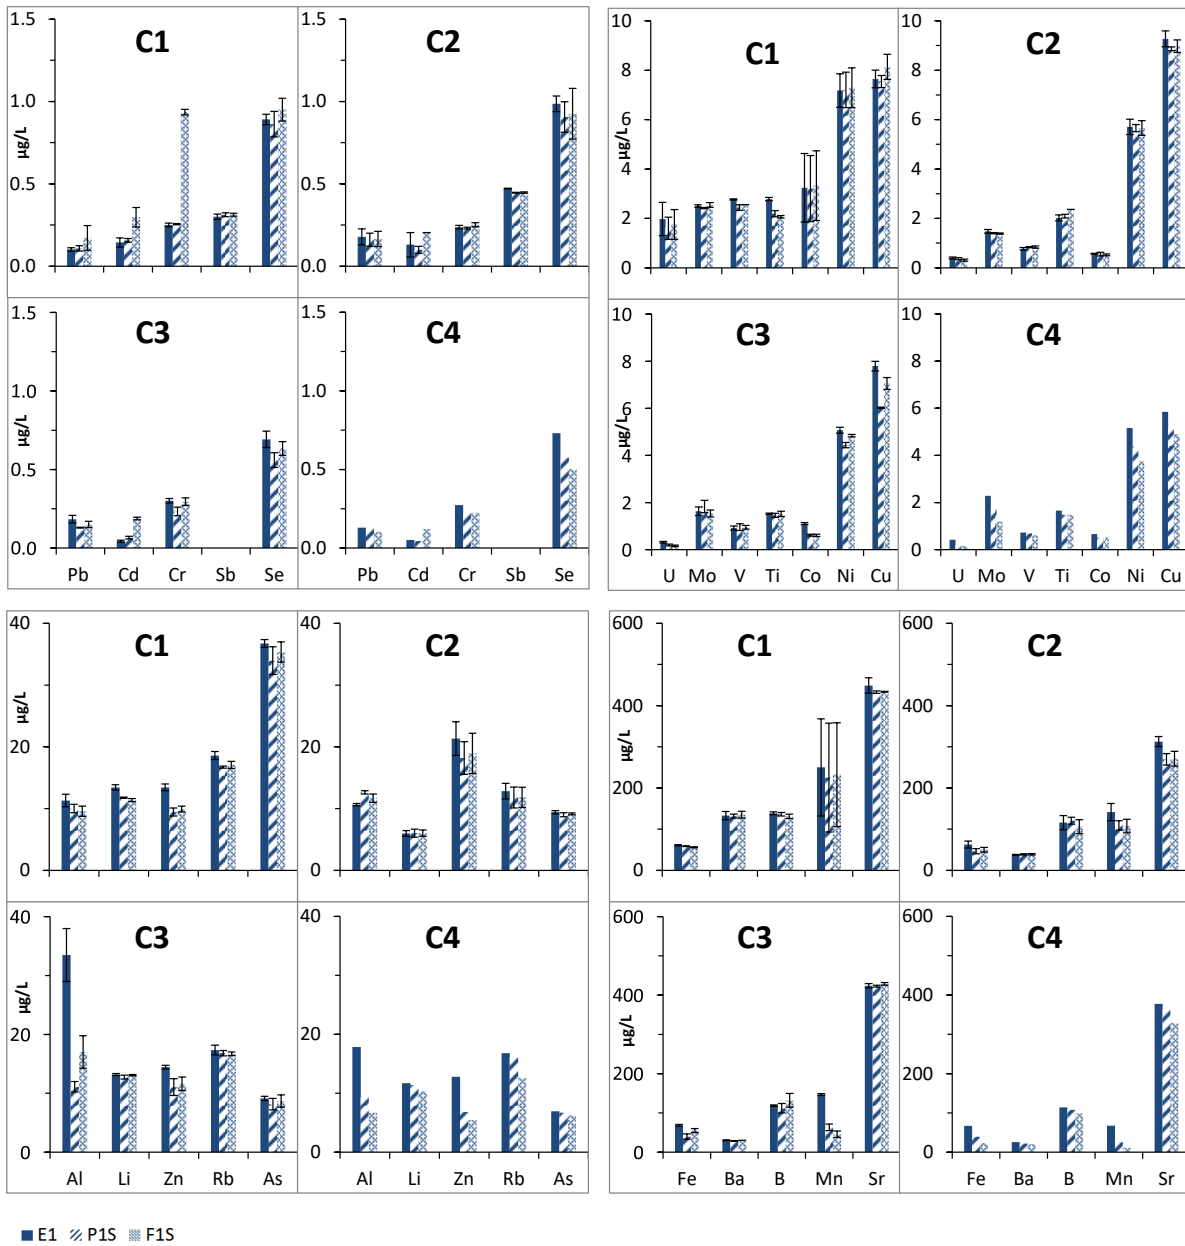 1.5 C1 1.5 C2
µg/L
1.0 1.0
0.5 0.5
0.0 0.0
1.5 C3 1.5 C4
1.0 1.0
µg/L
0.5 0.5
0.0 0.0
Pb Cd Cr Sb Se Pb Cd Cr Sb Se
10 C1 10 C2
8 8
µg/L
6 6
4 4
2 2
0 0
10 C3 10 C4
8 8
µg/L
6 6
4 4
2 2
0 0
U Mo V Ti Co Ni Cu U Mo V Ti Co Ni Cu
40 C1 40 C2
µg/L
20 20
0 0
40 C3 40 C4
µg/L
20 20
0 0
Al Li Zn Rb As Al Li Zn Rb As
600 C1 600 C2
400 400
µg/L
200 200
0 0
600 C3 600 C4
400 400
µg/L
200 200
0 0
Fe Ba B Mn Sr Fe Ba B Mn Sr
E1 P1S F1S